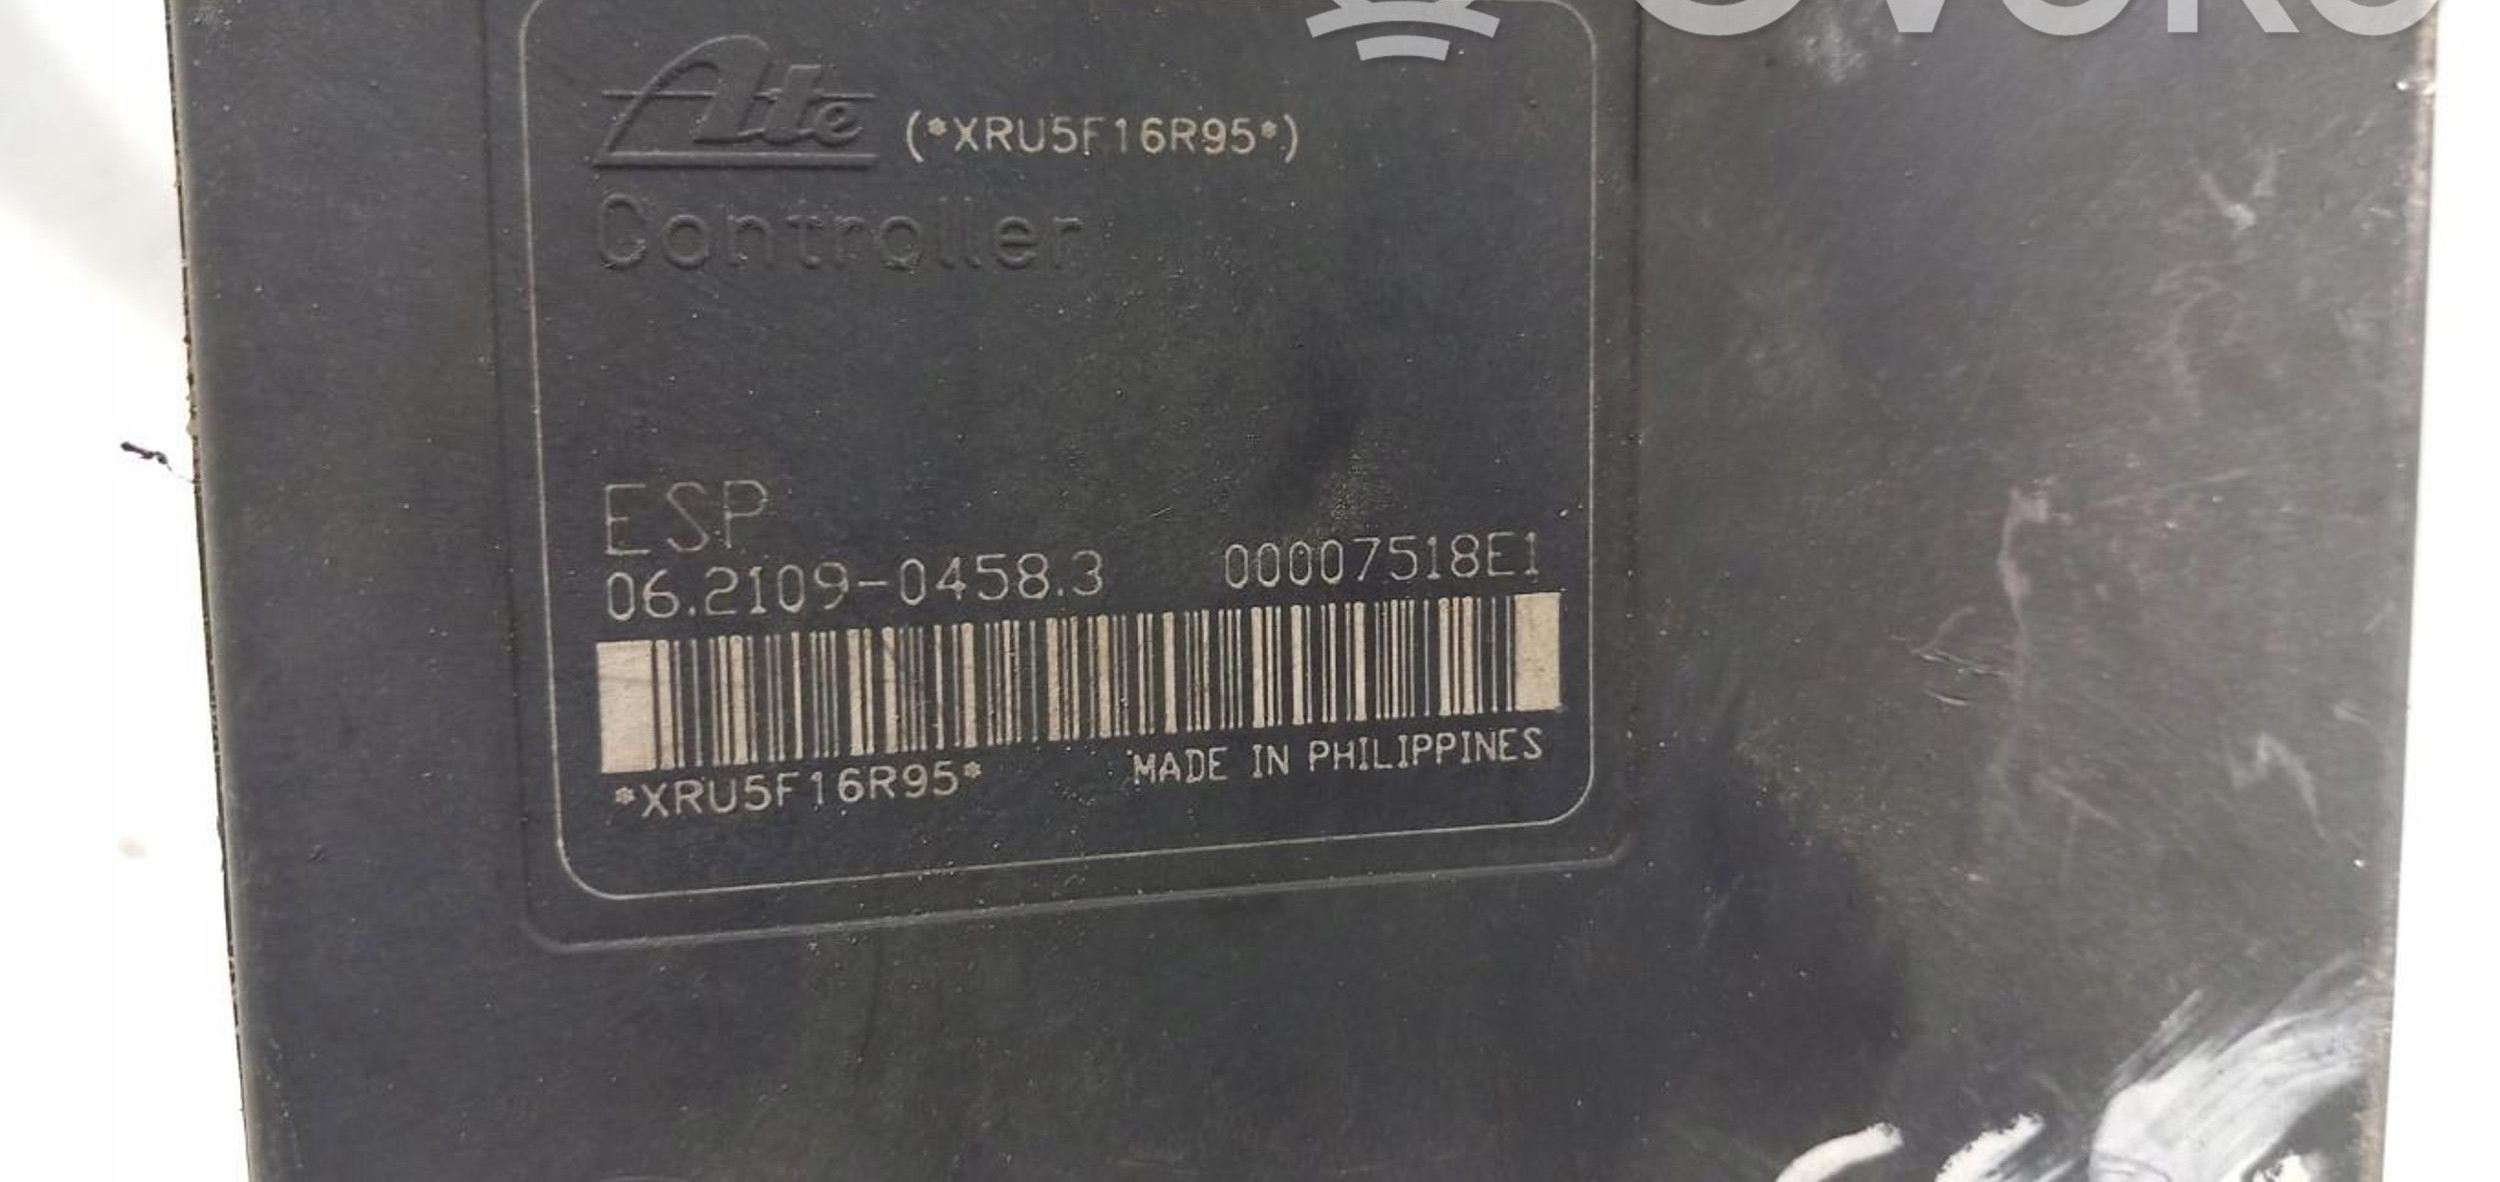 Ate (*XRU5F16R95*)
Controller
ESP
06.2109-0458.3 00007518E1
*XRU5F16R95* MADE IN PHILIPPINES